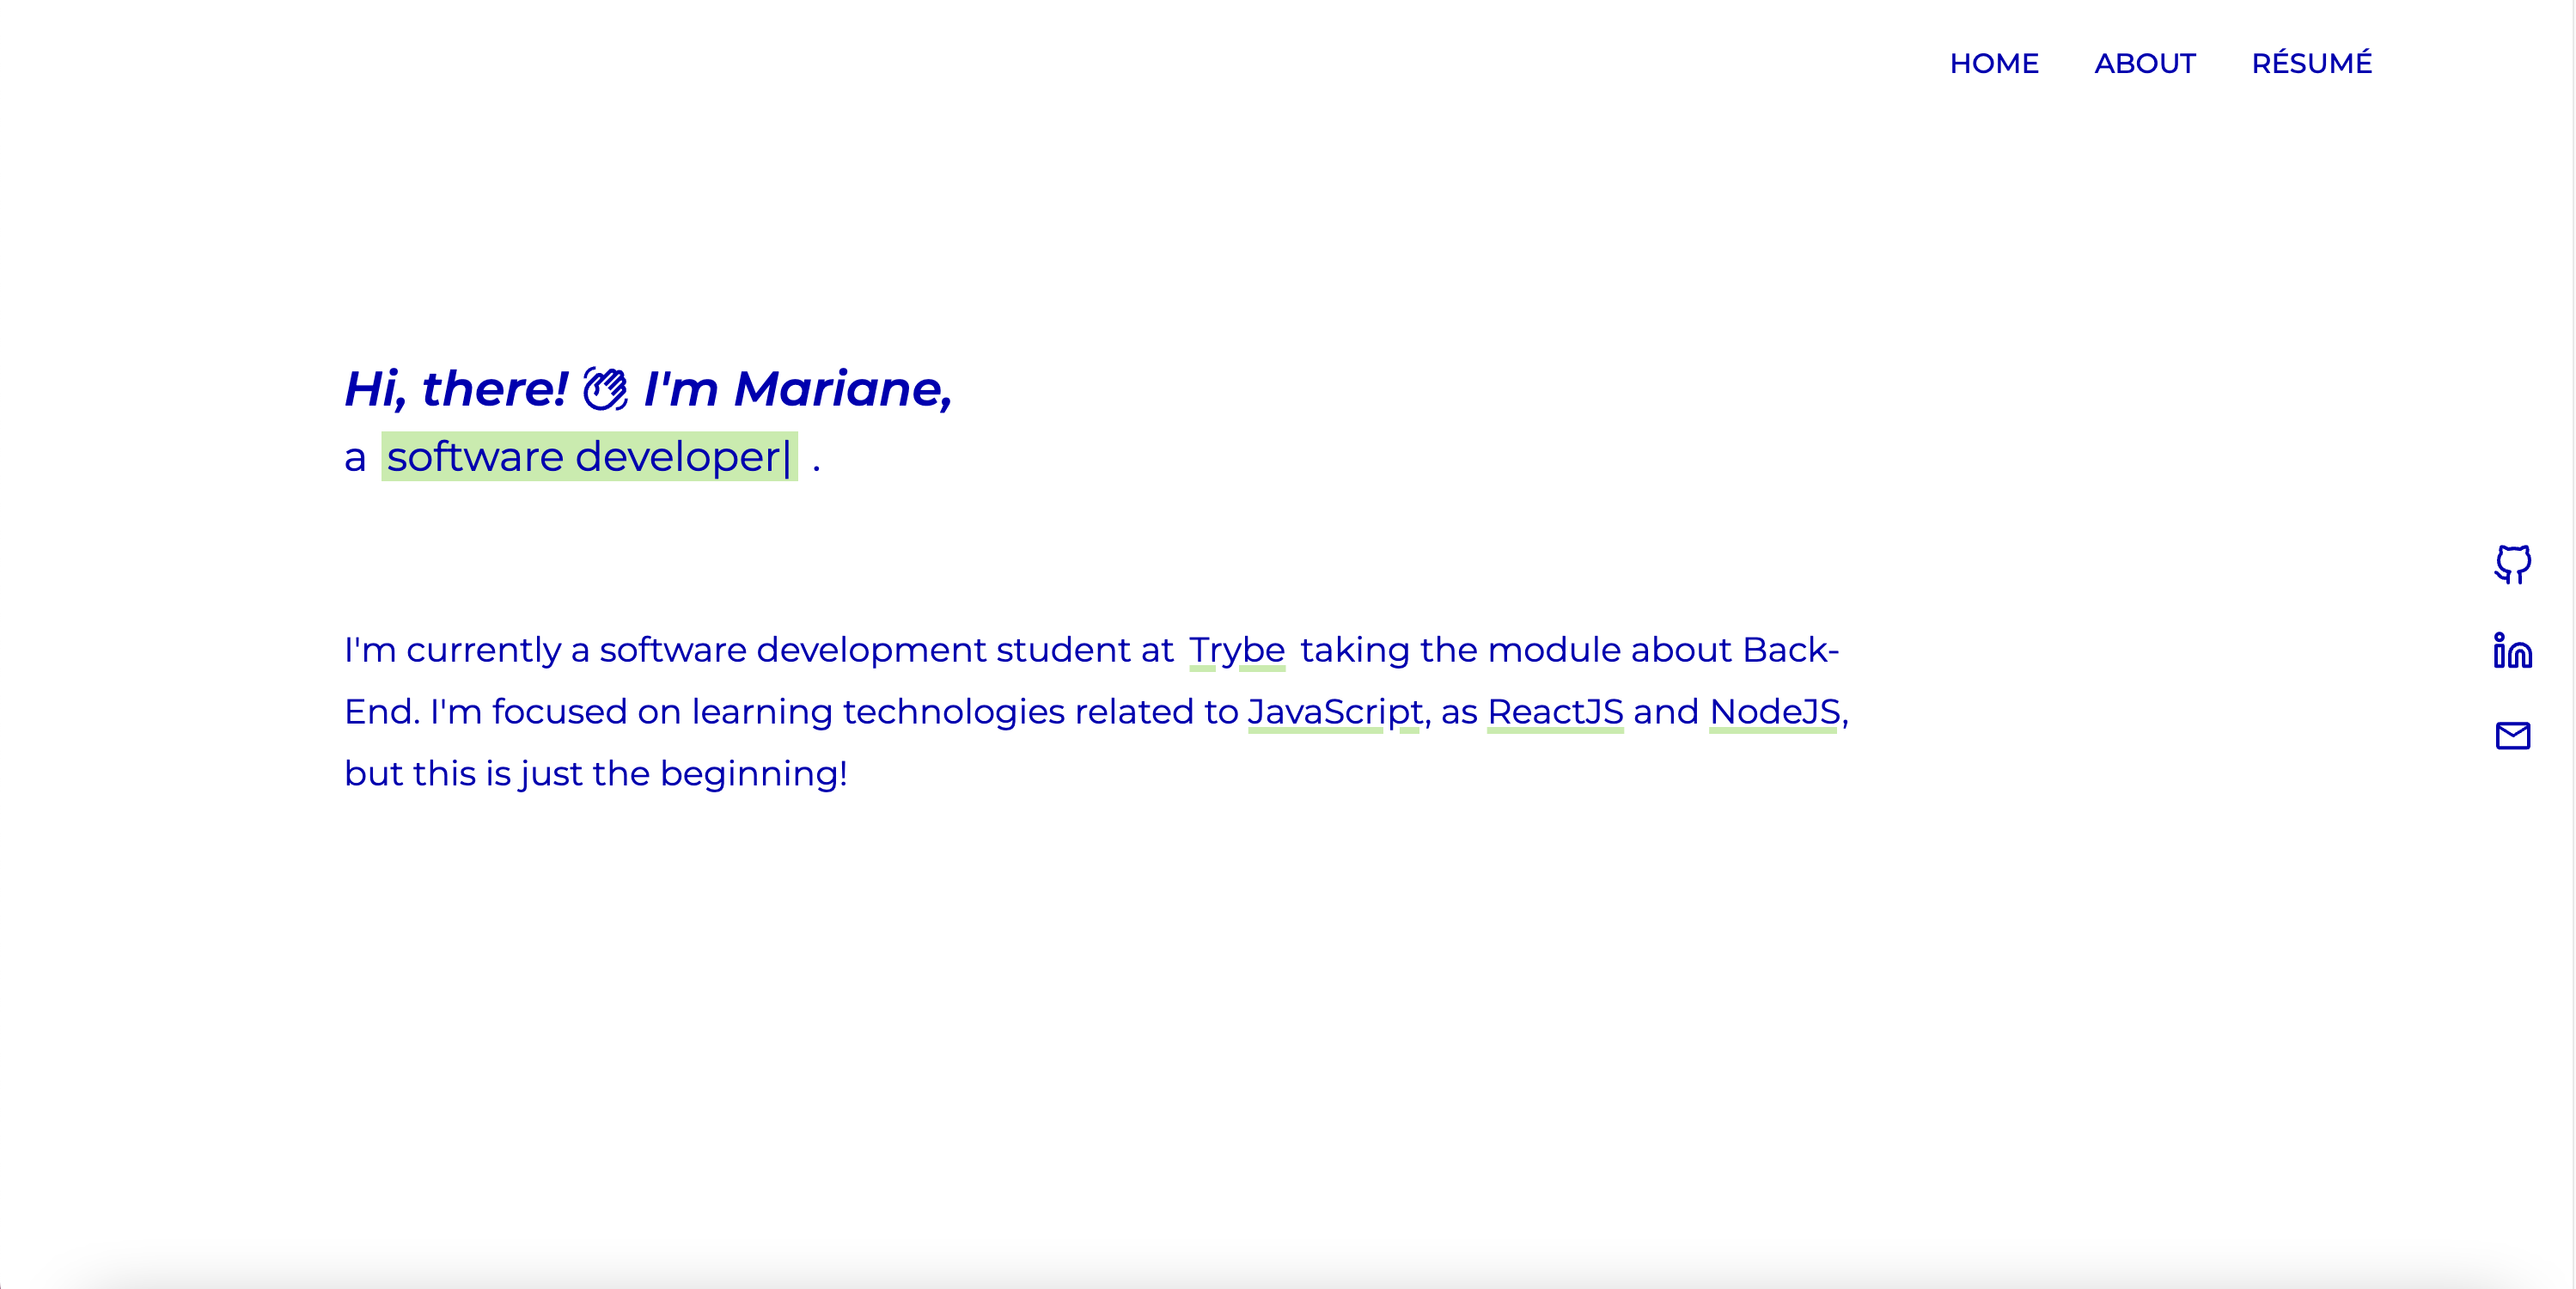 HOME ABOUT RÉSUMÉ
Hi, there! I'm Mariane,
a software developer| .
I'm currently a software development student at Trybe taking the module about Back-
End. I'm focused on learning technologies related to JavaScript, as ReactJS and NodeJS,
but this is just the beginning!